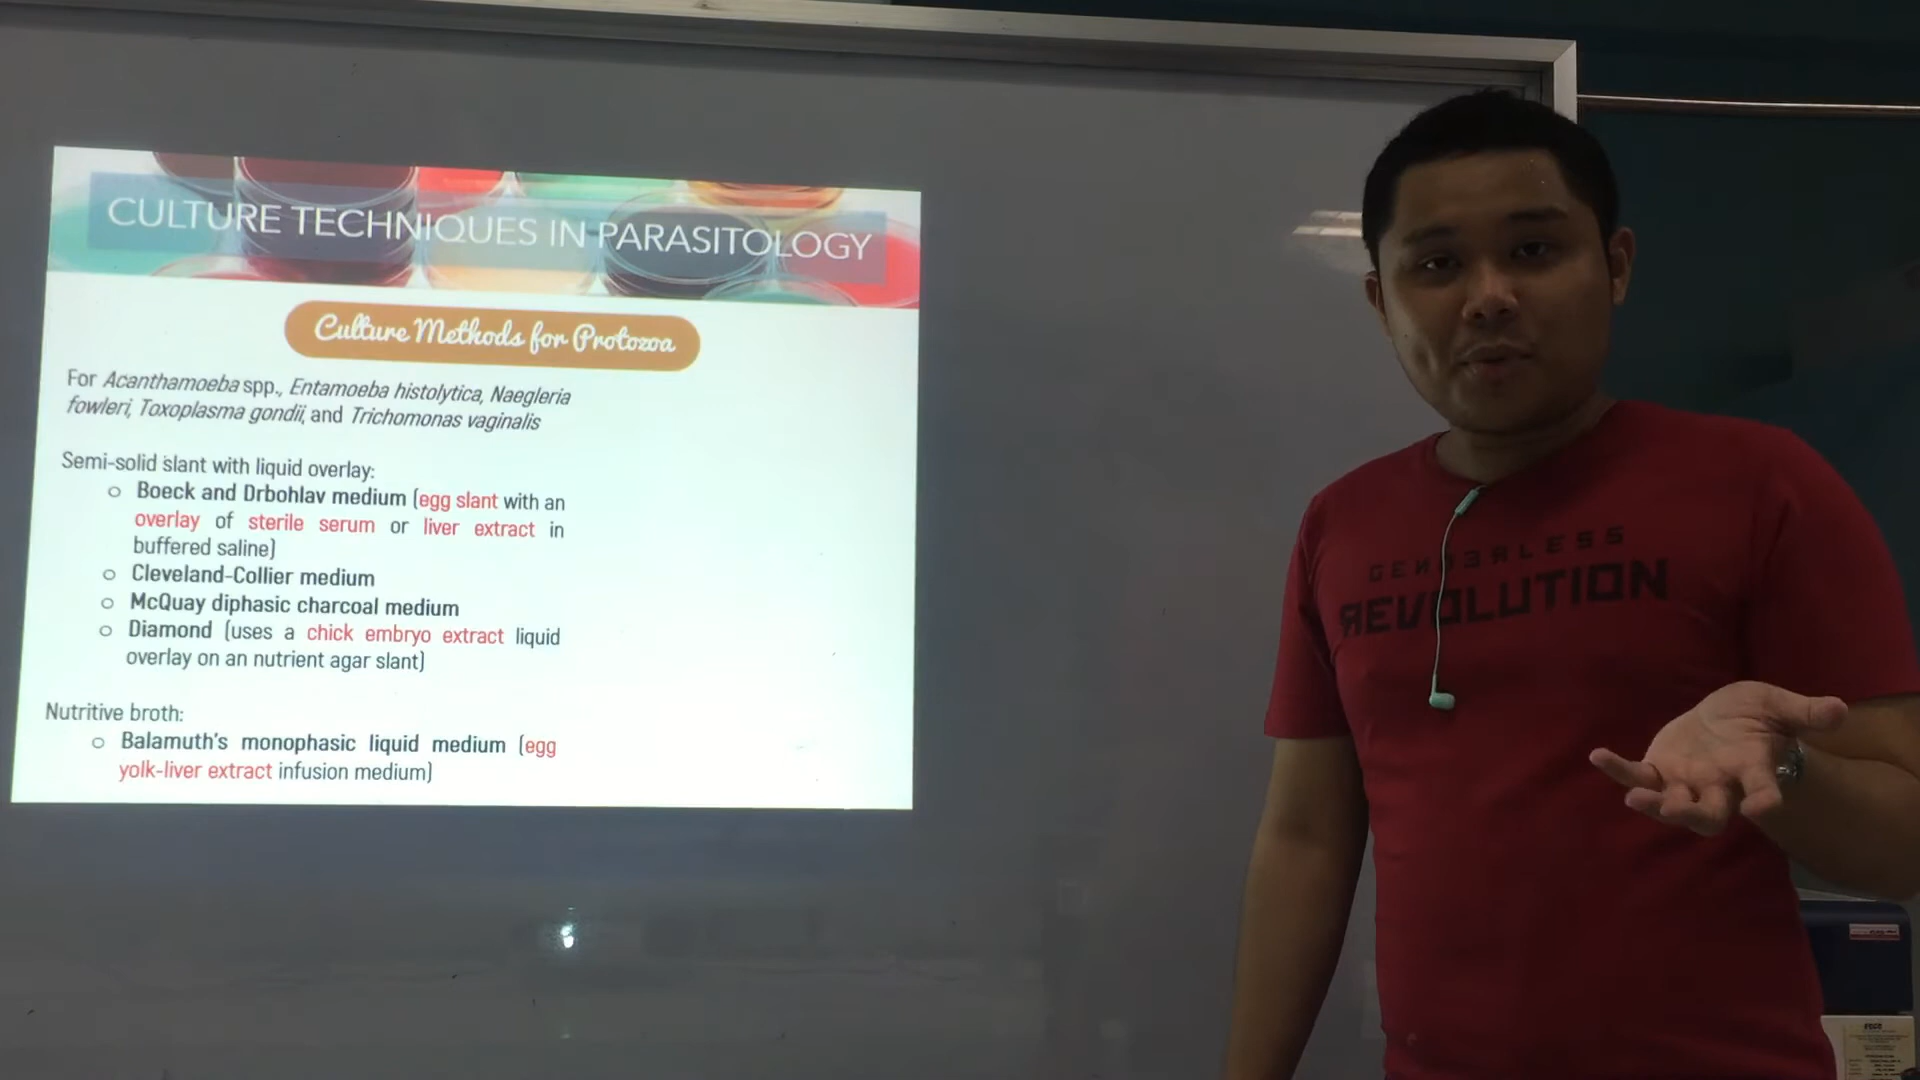 CULTURE TECHNIQUES IN PARASITOLOGY
Culture Methods for Protozoa
For Acanthamoeba spp., Entamoeba histolytica, Naegleria
fowleri, Toxoplasma gondii, and Trichomonas vaginalis
Semi-solid slant with liquid overlay:
o Boeck and Drbohlav medium (egg slant with an
overlay of sterile serum or liver extract in
buffered saline)
o Cleveland-Collier medium
o McQuay diphasic charcoal medium
o Diamond (uses a chick embryo extract liquid
overlay on an nutrient agar slant)
Nutritive broth:
o Balamuth's monophasic liquid medium (egg
yolk-liver extract infusion medium)
GENDERLESS
REVOLUTION